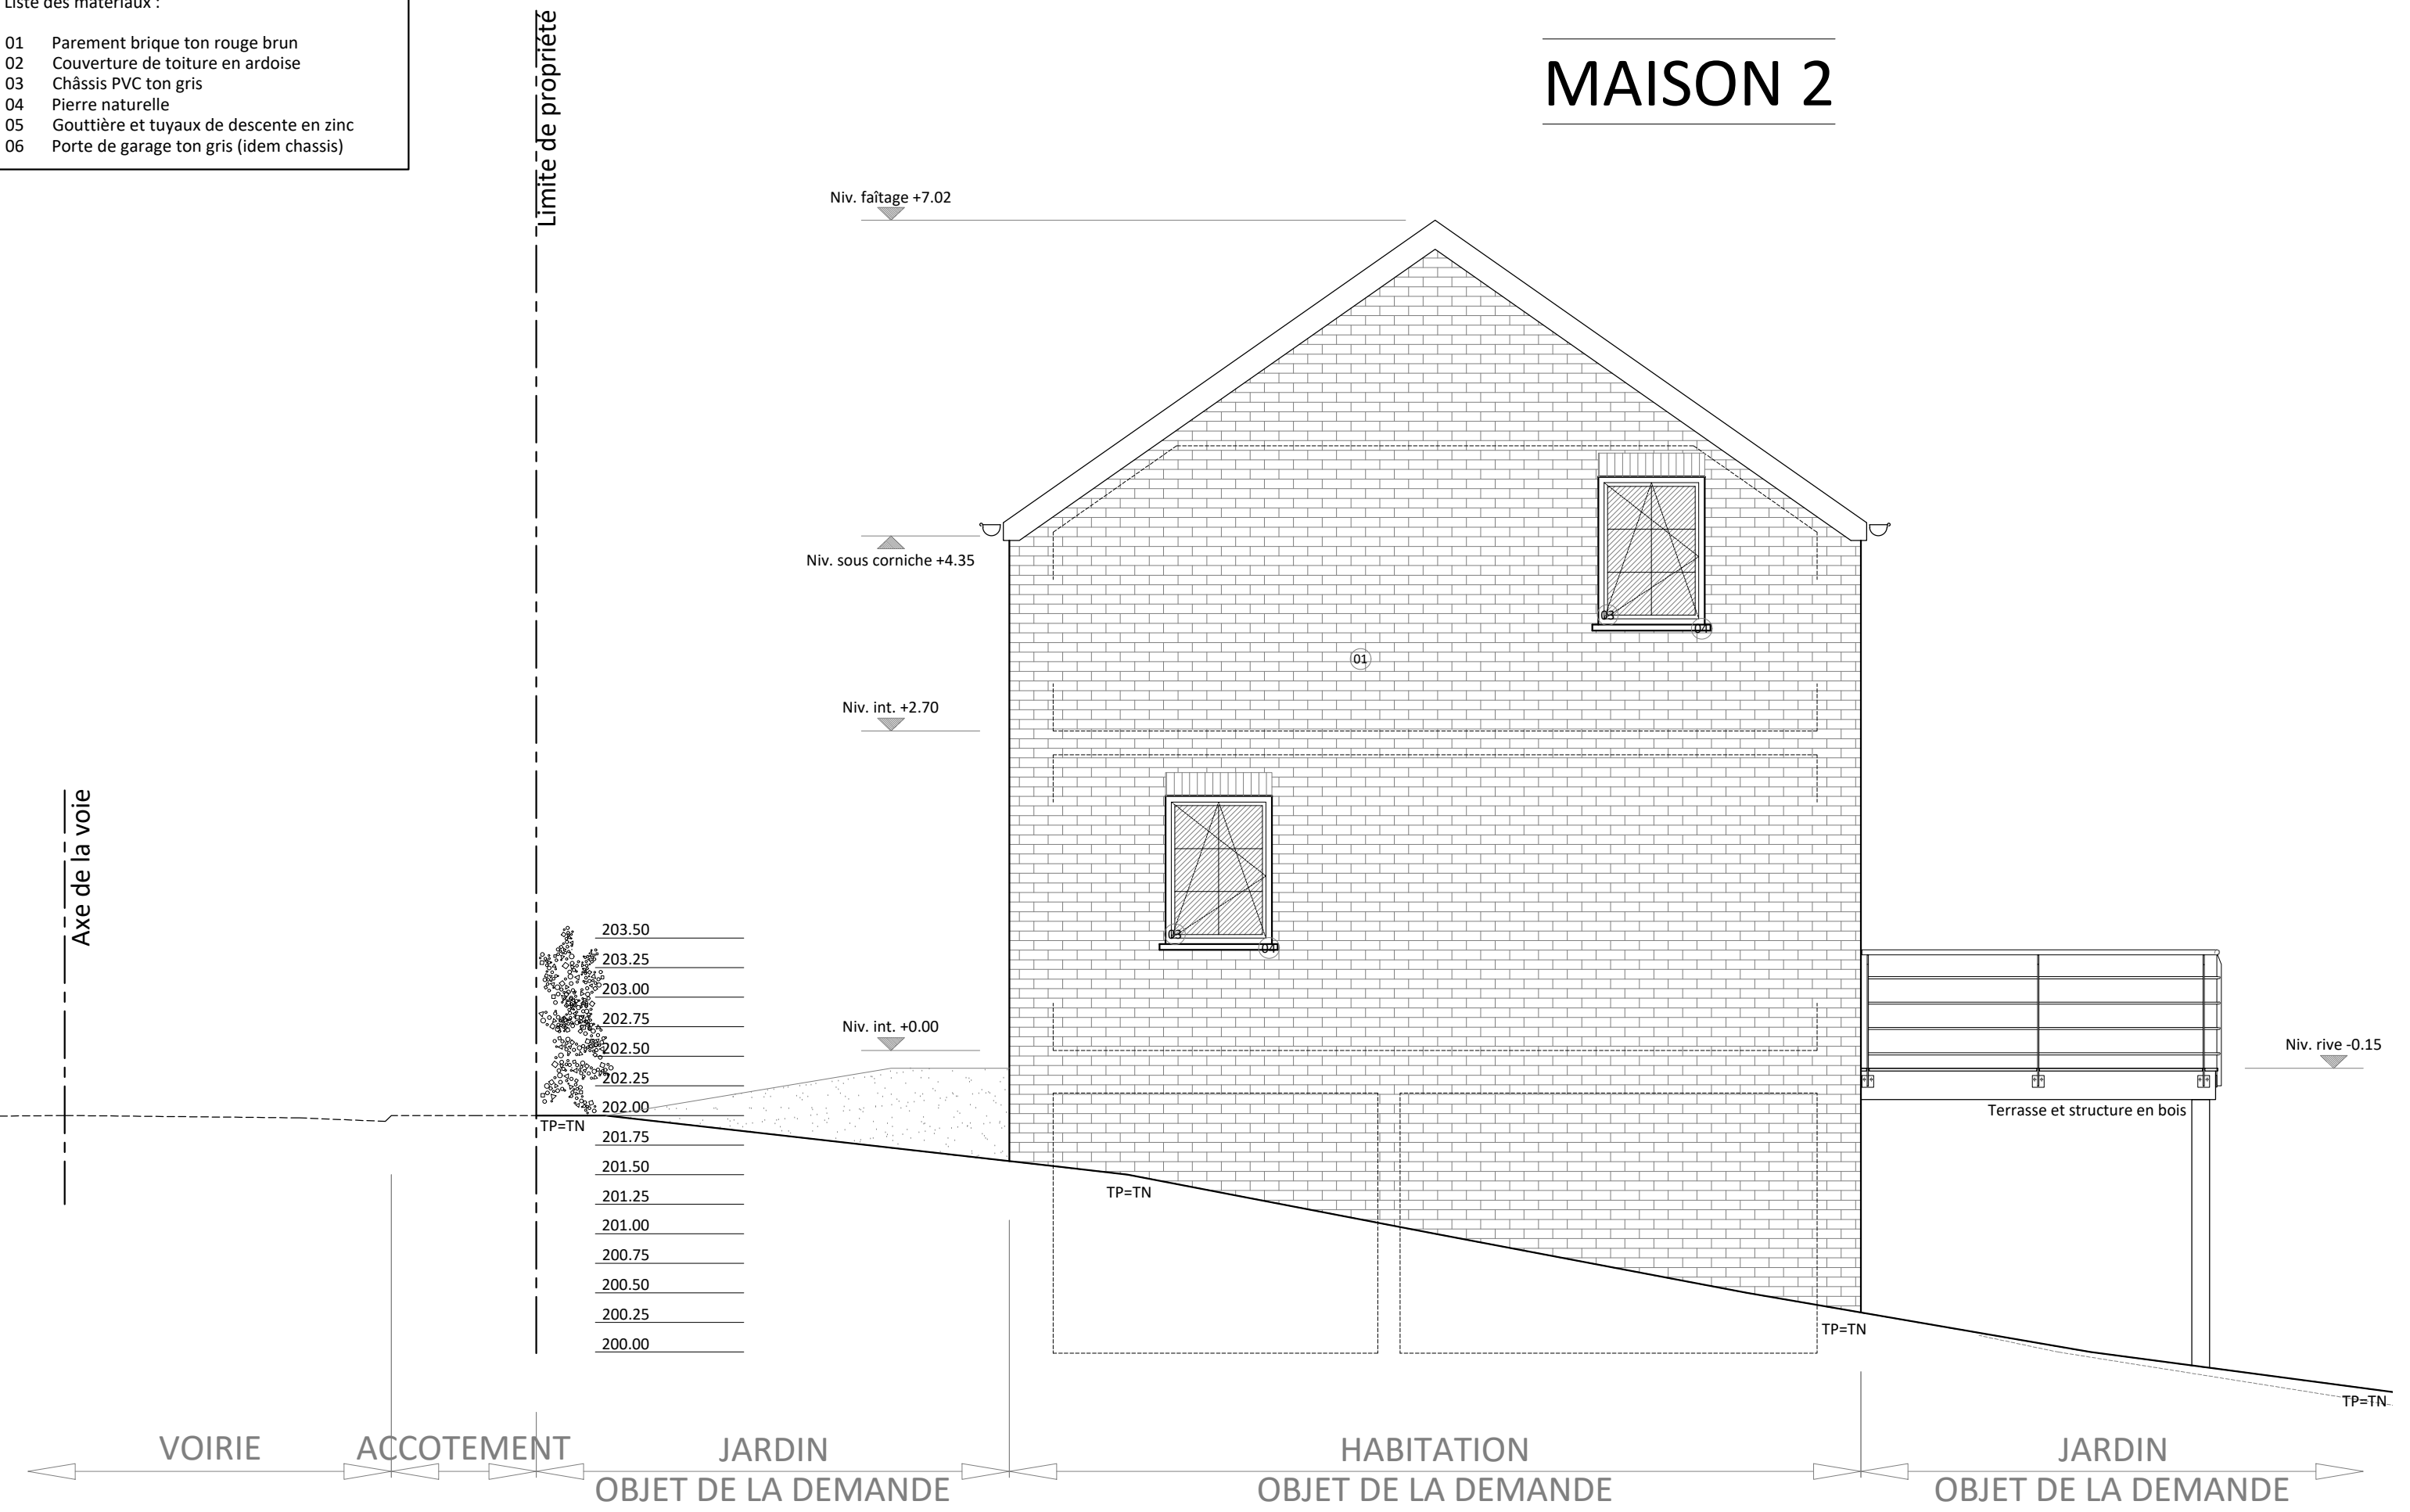 Liste des matériaux :
01 Parement brique ton rouge brun
02 Couverture de toiture en ardoise
03 Châssis PVC ton gris
04 Pierre naturelle
05 Gouttière et tuyaux de descente en zinc
06 Porte de garage ton gris (idem chassis)
Limite de propriété
MAISON 2
Niv. faîtage +7.02
Niv. sous corniche +4.35
03
04
01
Niv. int. +2.70
Axe de la voie
03
04
203.50
203.25
203.00
202.75
202.50
202.25
202.00
201.75
201.50
201.25
201.00
200.75
200.50
200.25
200.00
Niv. int. +0.00
Niv. rive -0.15
Terrasse et structure en bois
TP=TN
TP=TN
TP=TN
TP=TN
VOIRIE
ACCOTEMENT
JARDIN
OBJET DE LA DEMANDE
HABITATION
OBJET DE LA DEMANDE
JARDIN
OBJET DE LA DEMANDE